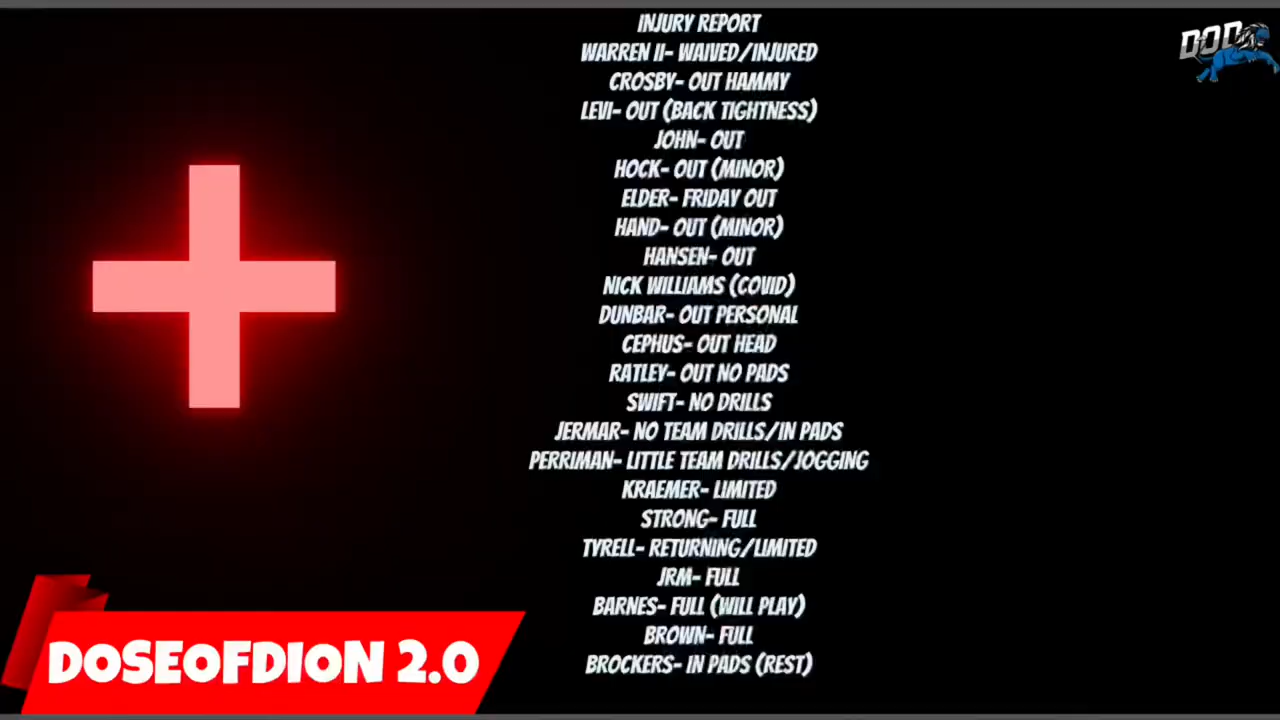 INJURY REPORT
WARREN II- WAIVED/INJURED
CROSBY- OUT HAMMY
LEVI- OUT (BACK TIGHTNESS)
JOHN- OUT
HOCK- OUT (MINOR)
ELDER- FRIDAY OUT
HAND- OUT (MINOR)
HANSEN- OUT
NICK WILLIAMS (COVID)
DUNBAR- OUT PERSONAL
CEPHUS- OUT HEAD
RATLEY- OUT NO PADS
SWIFT- NO DRILLS
JERMAR- NO TEAM DRILLS/IN PADS
PERRIMAN- LITTLE TEAM DRILLS/JOGGING
KRAEMER- LIMITED
STRONG- FULL
TYRELL- RETURNING/LIMITED
JRM- FULL
BARNES- FULL (WILL PLAY)
BROWN- FULL
BROCKERS- IN PADS (REST)
DOD
DOSEOFDION 2.0